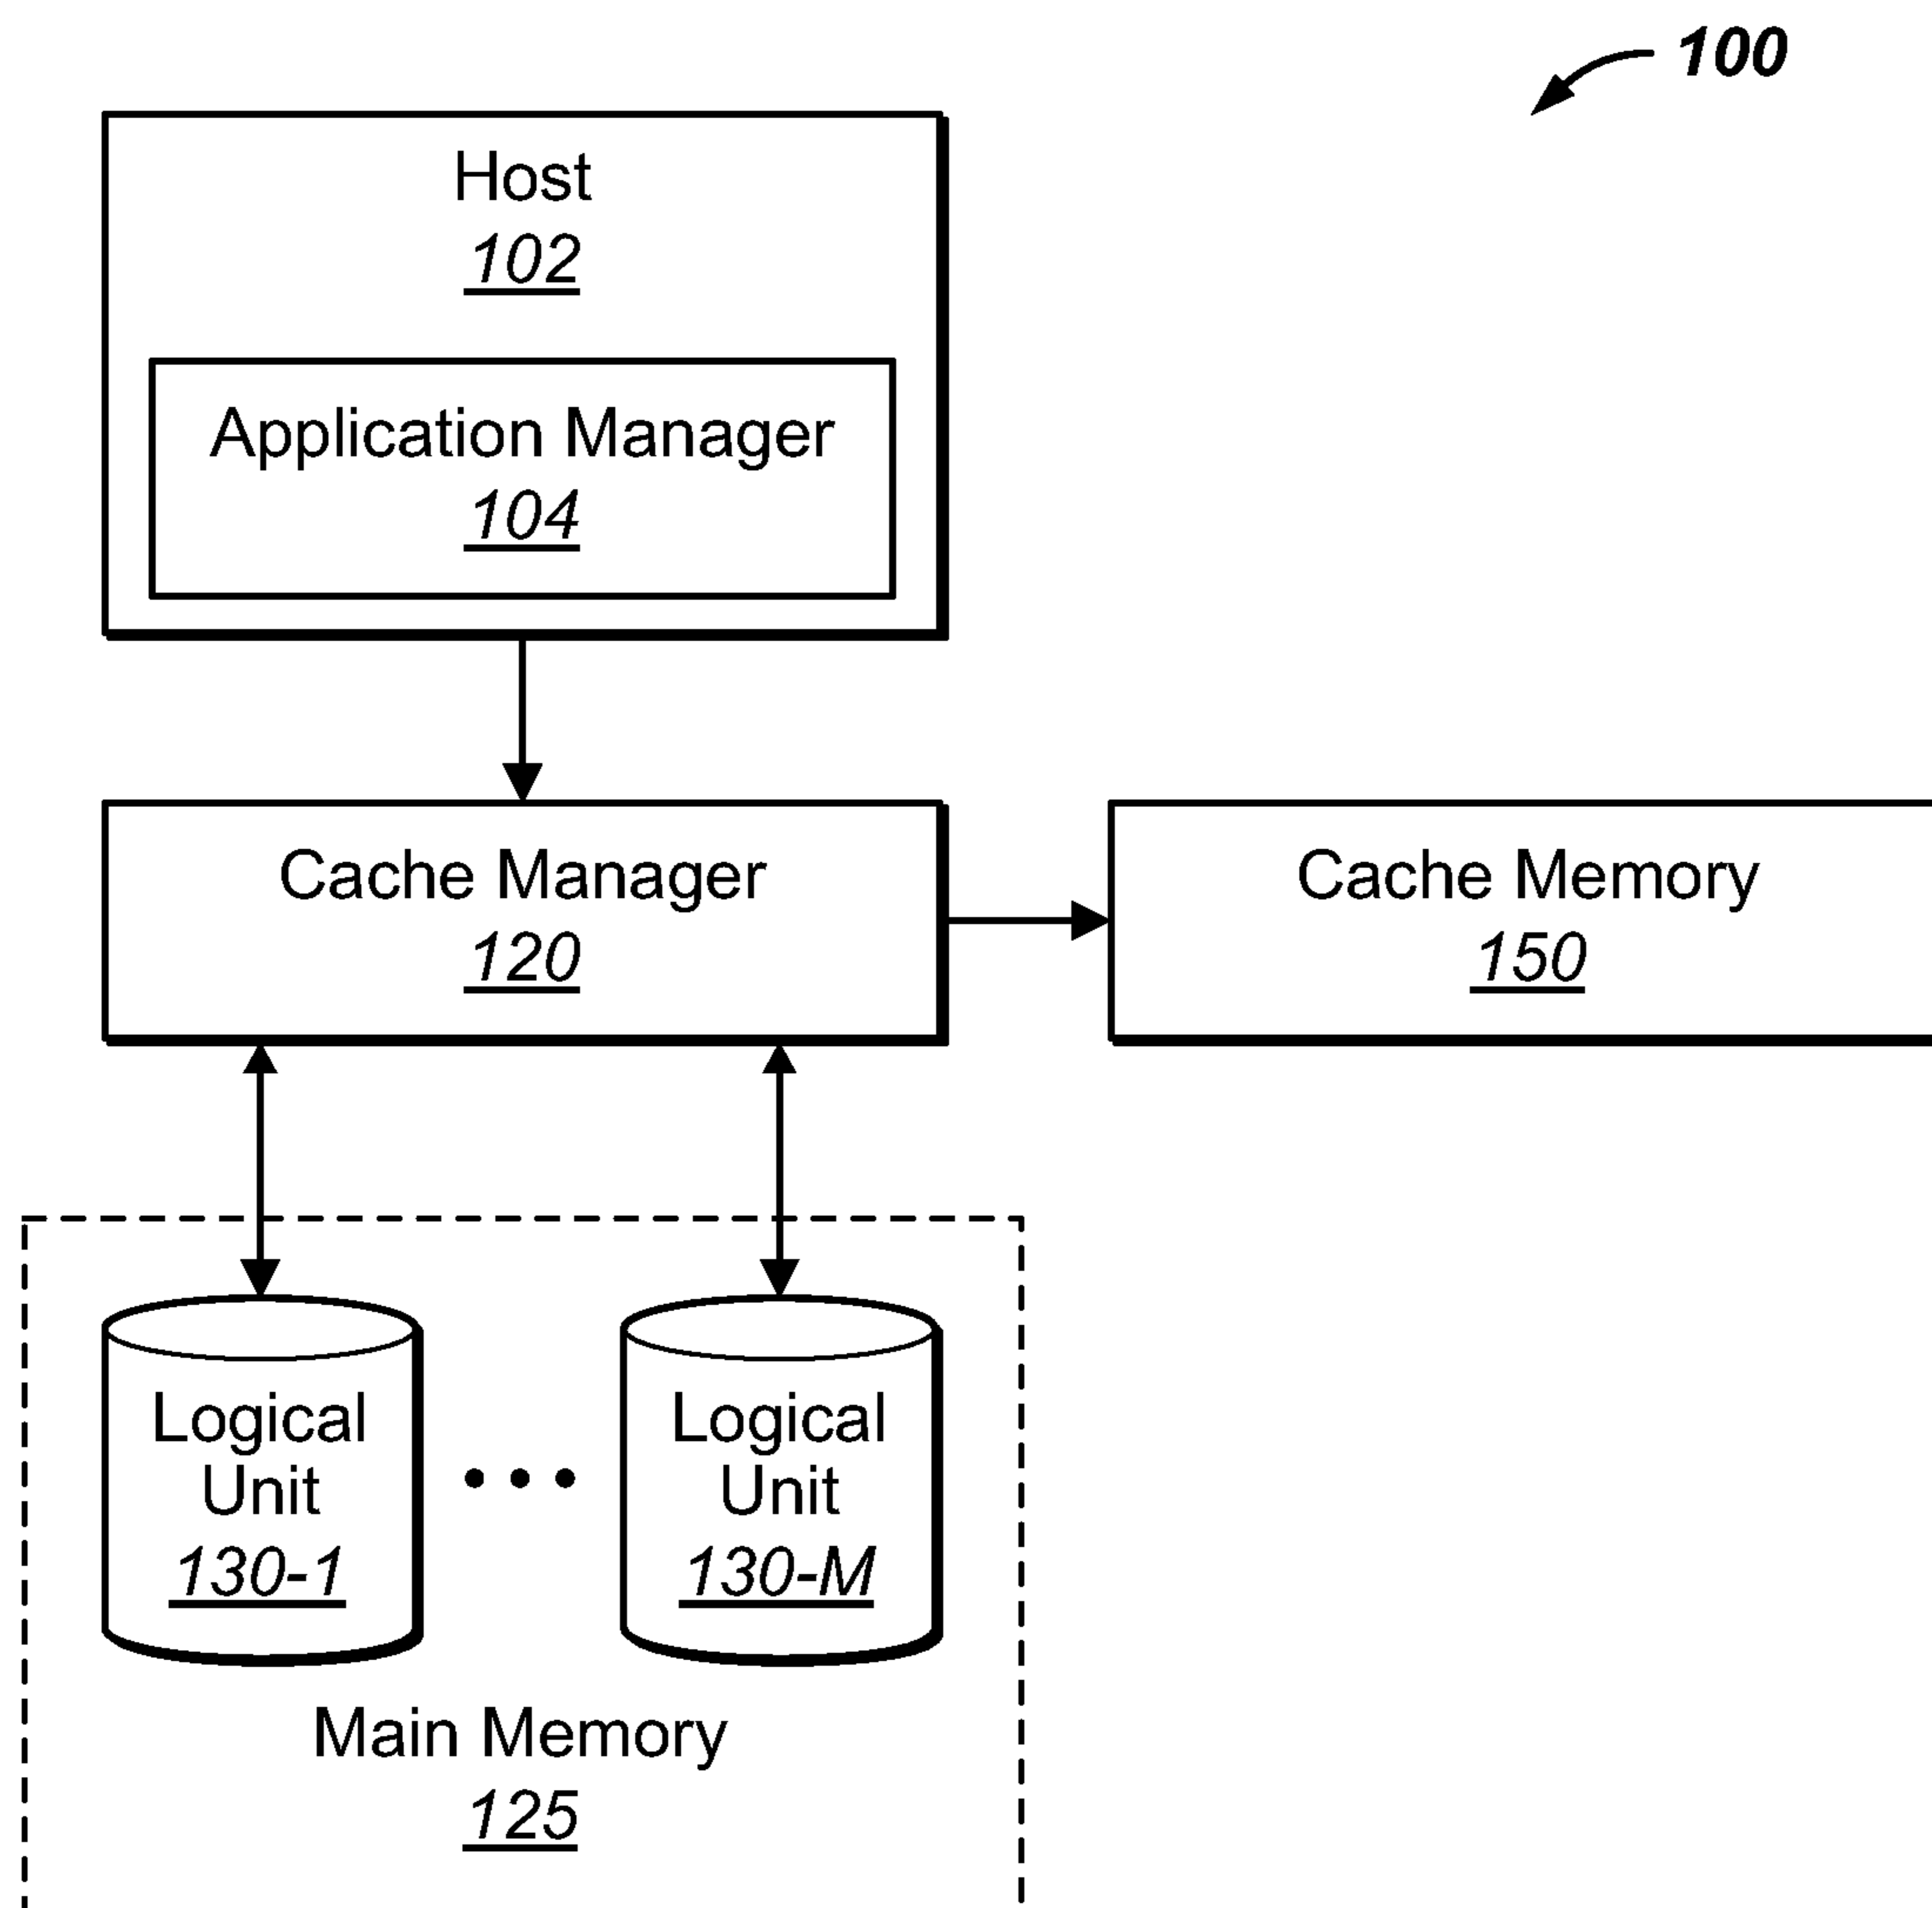 100
Host
102
Application Manager
104
Cache Manager
120
Cache Memory
150
Logical
Unit
130-1
Logical
Unit
130-M
Main Memory
125